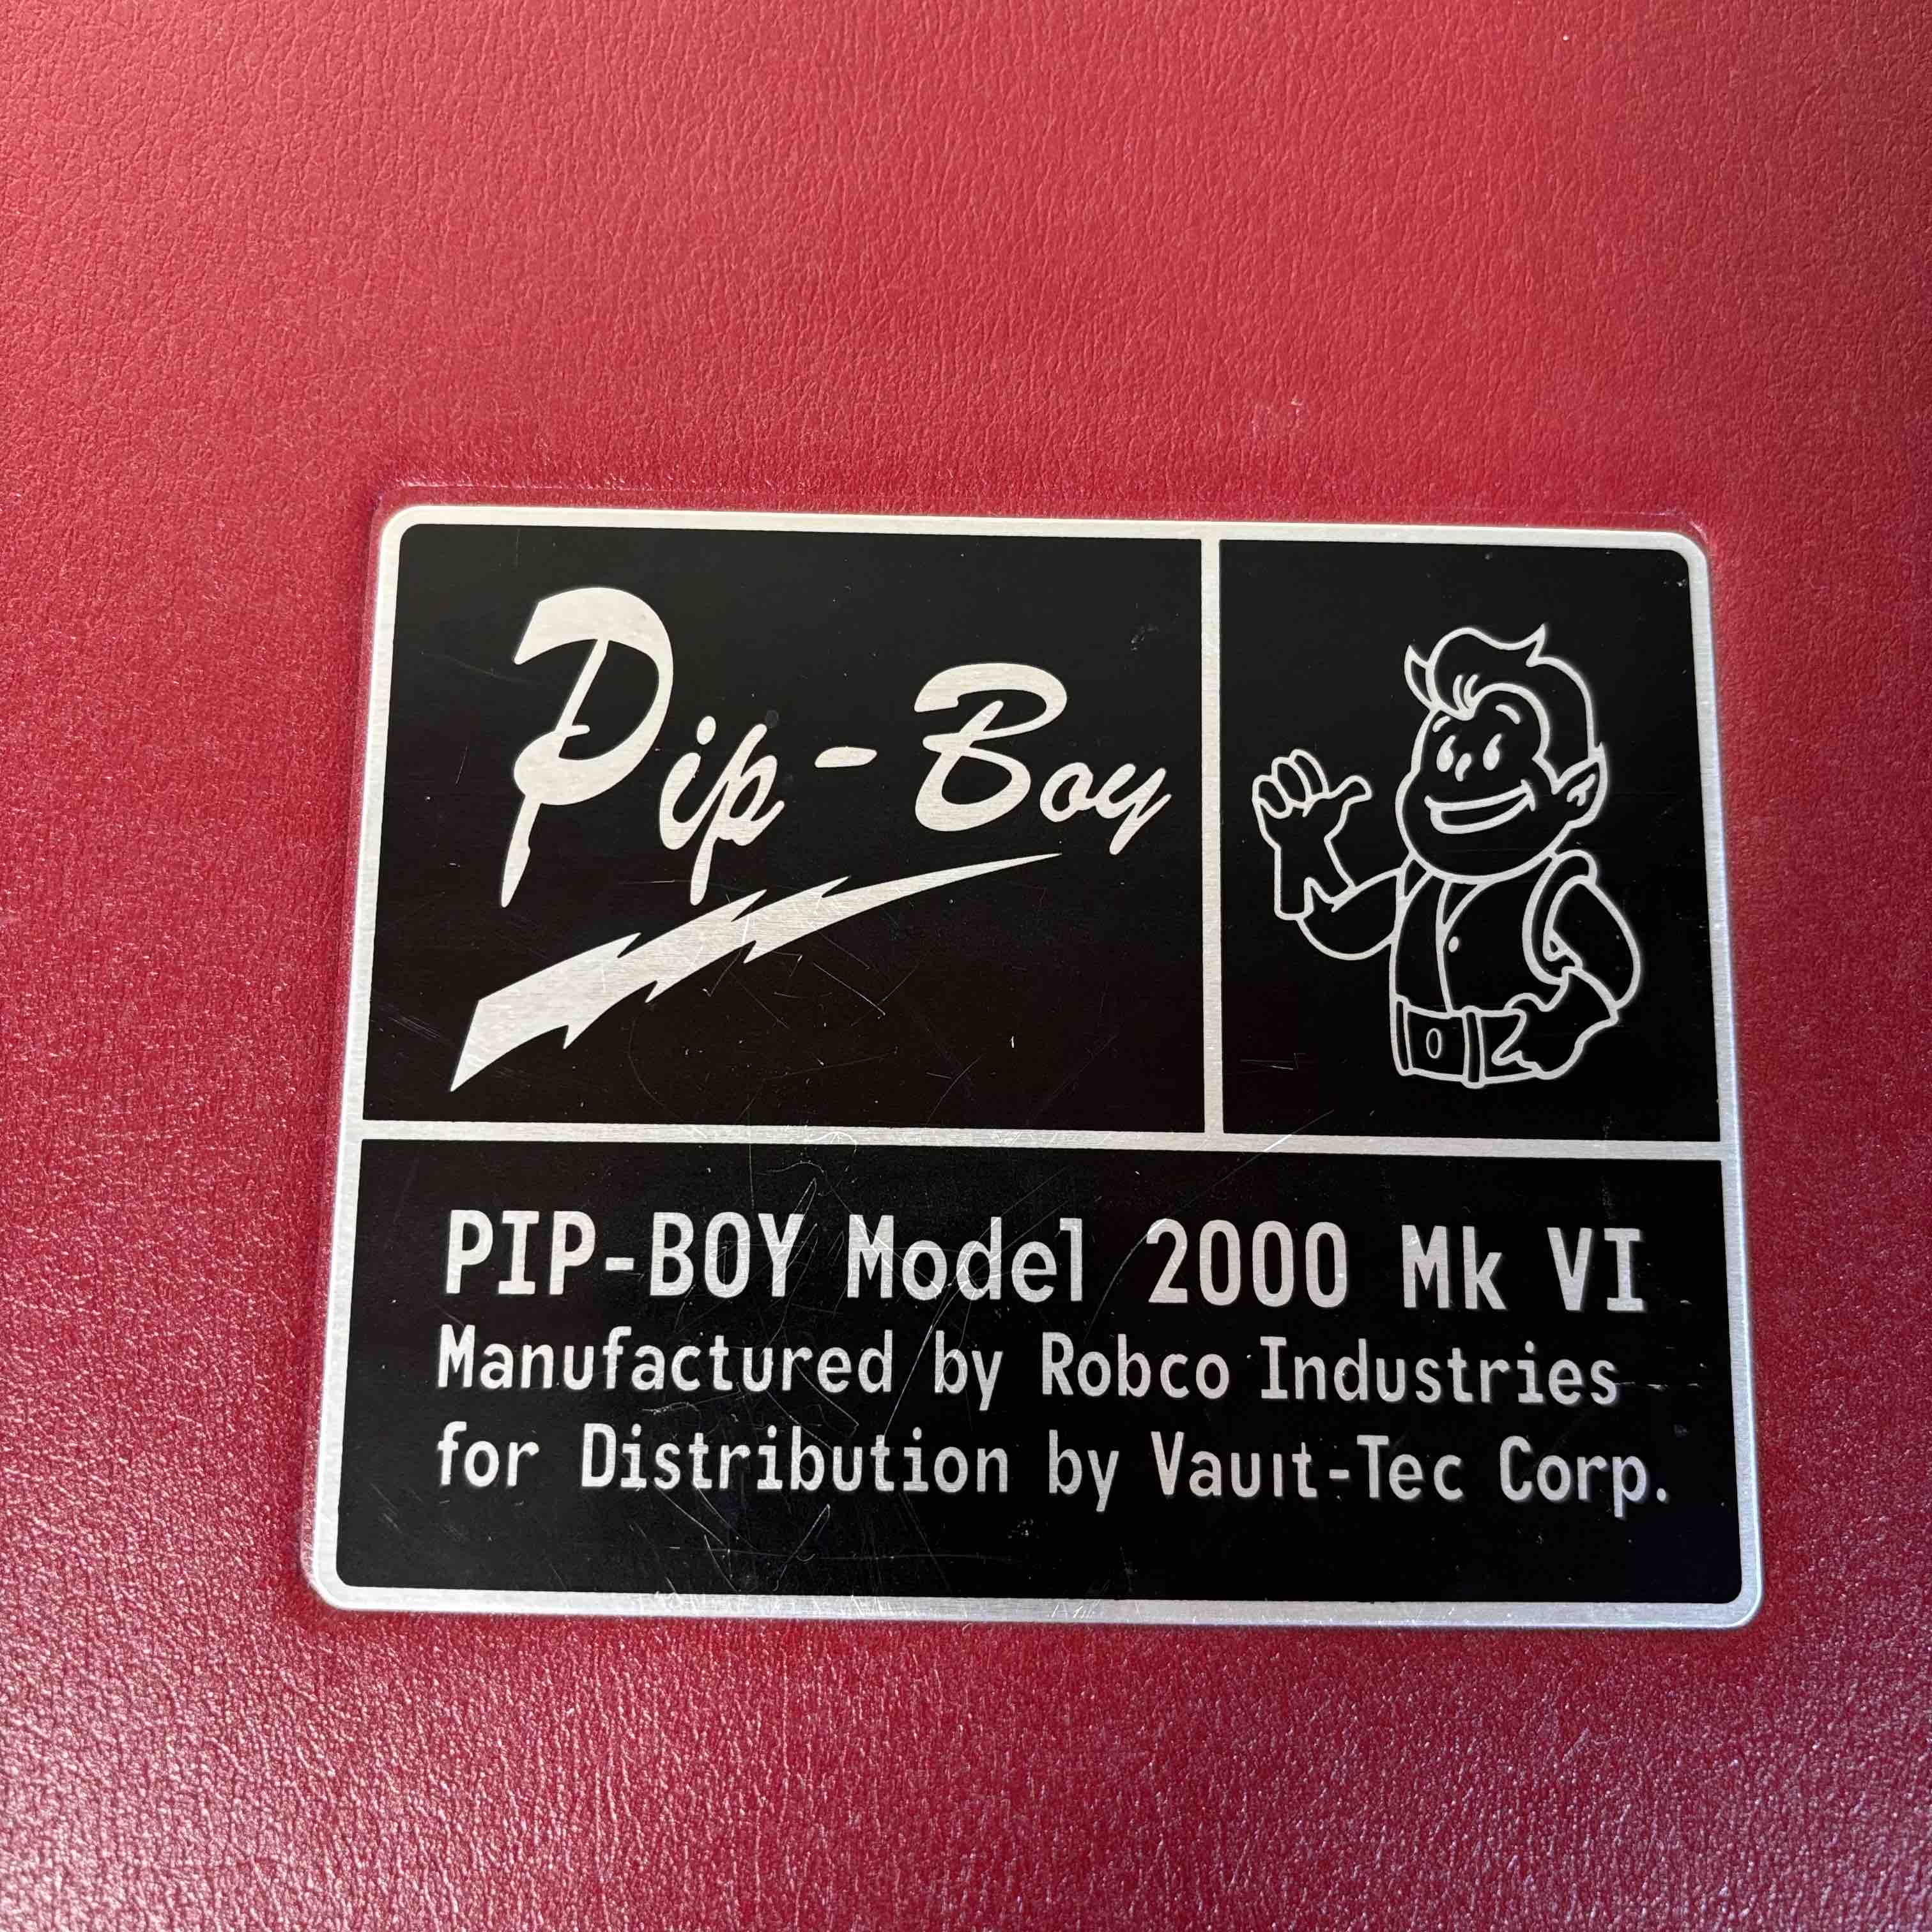 Pip-Boy
PIP-BOY Model 2000 Mk VI
Manufactured by Robco Industries
for Distribution by Vault-Tec Corp.